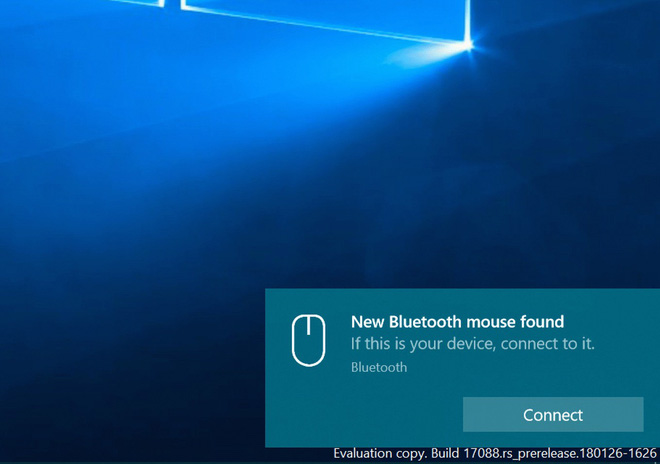 New Bluetooth mouse found
If this is your device, connect to it.
Bluetooth
Connect
Evaluation copy. Build 17088.rs_prerelease.180126-1626